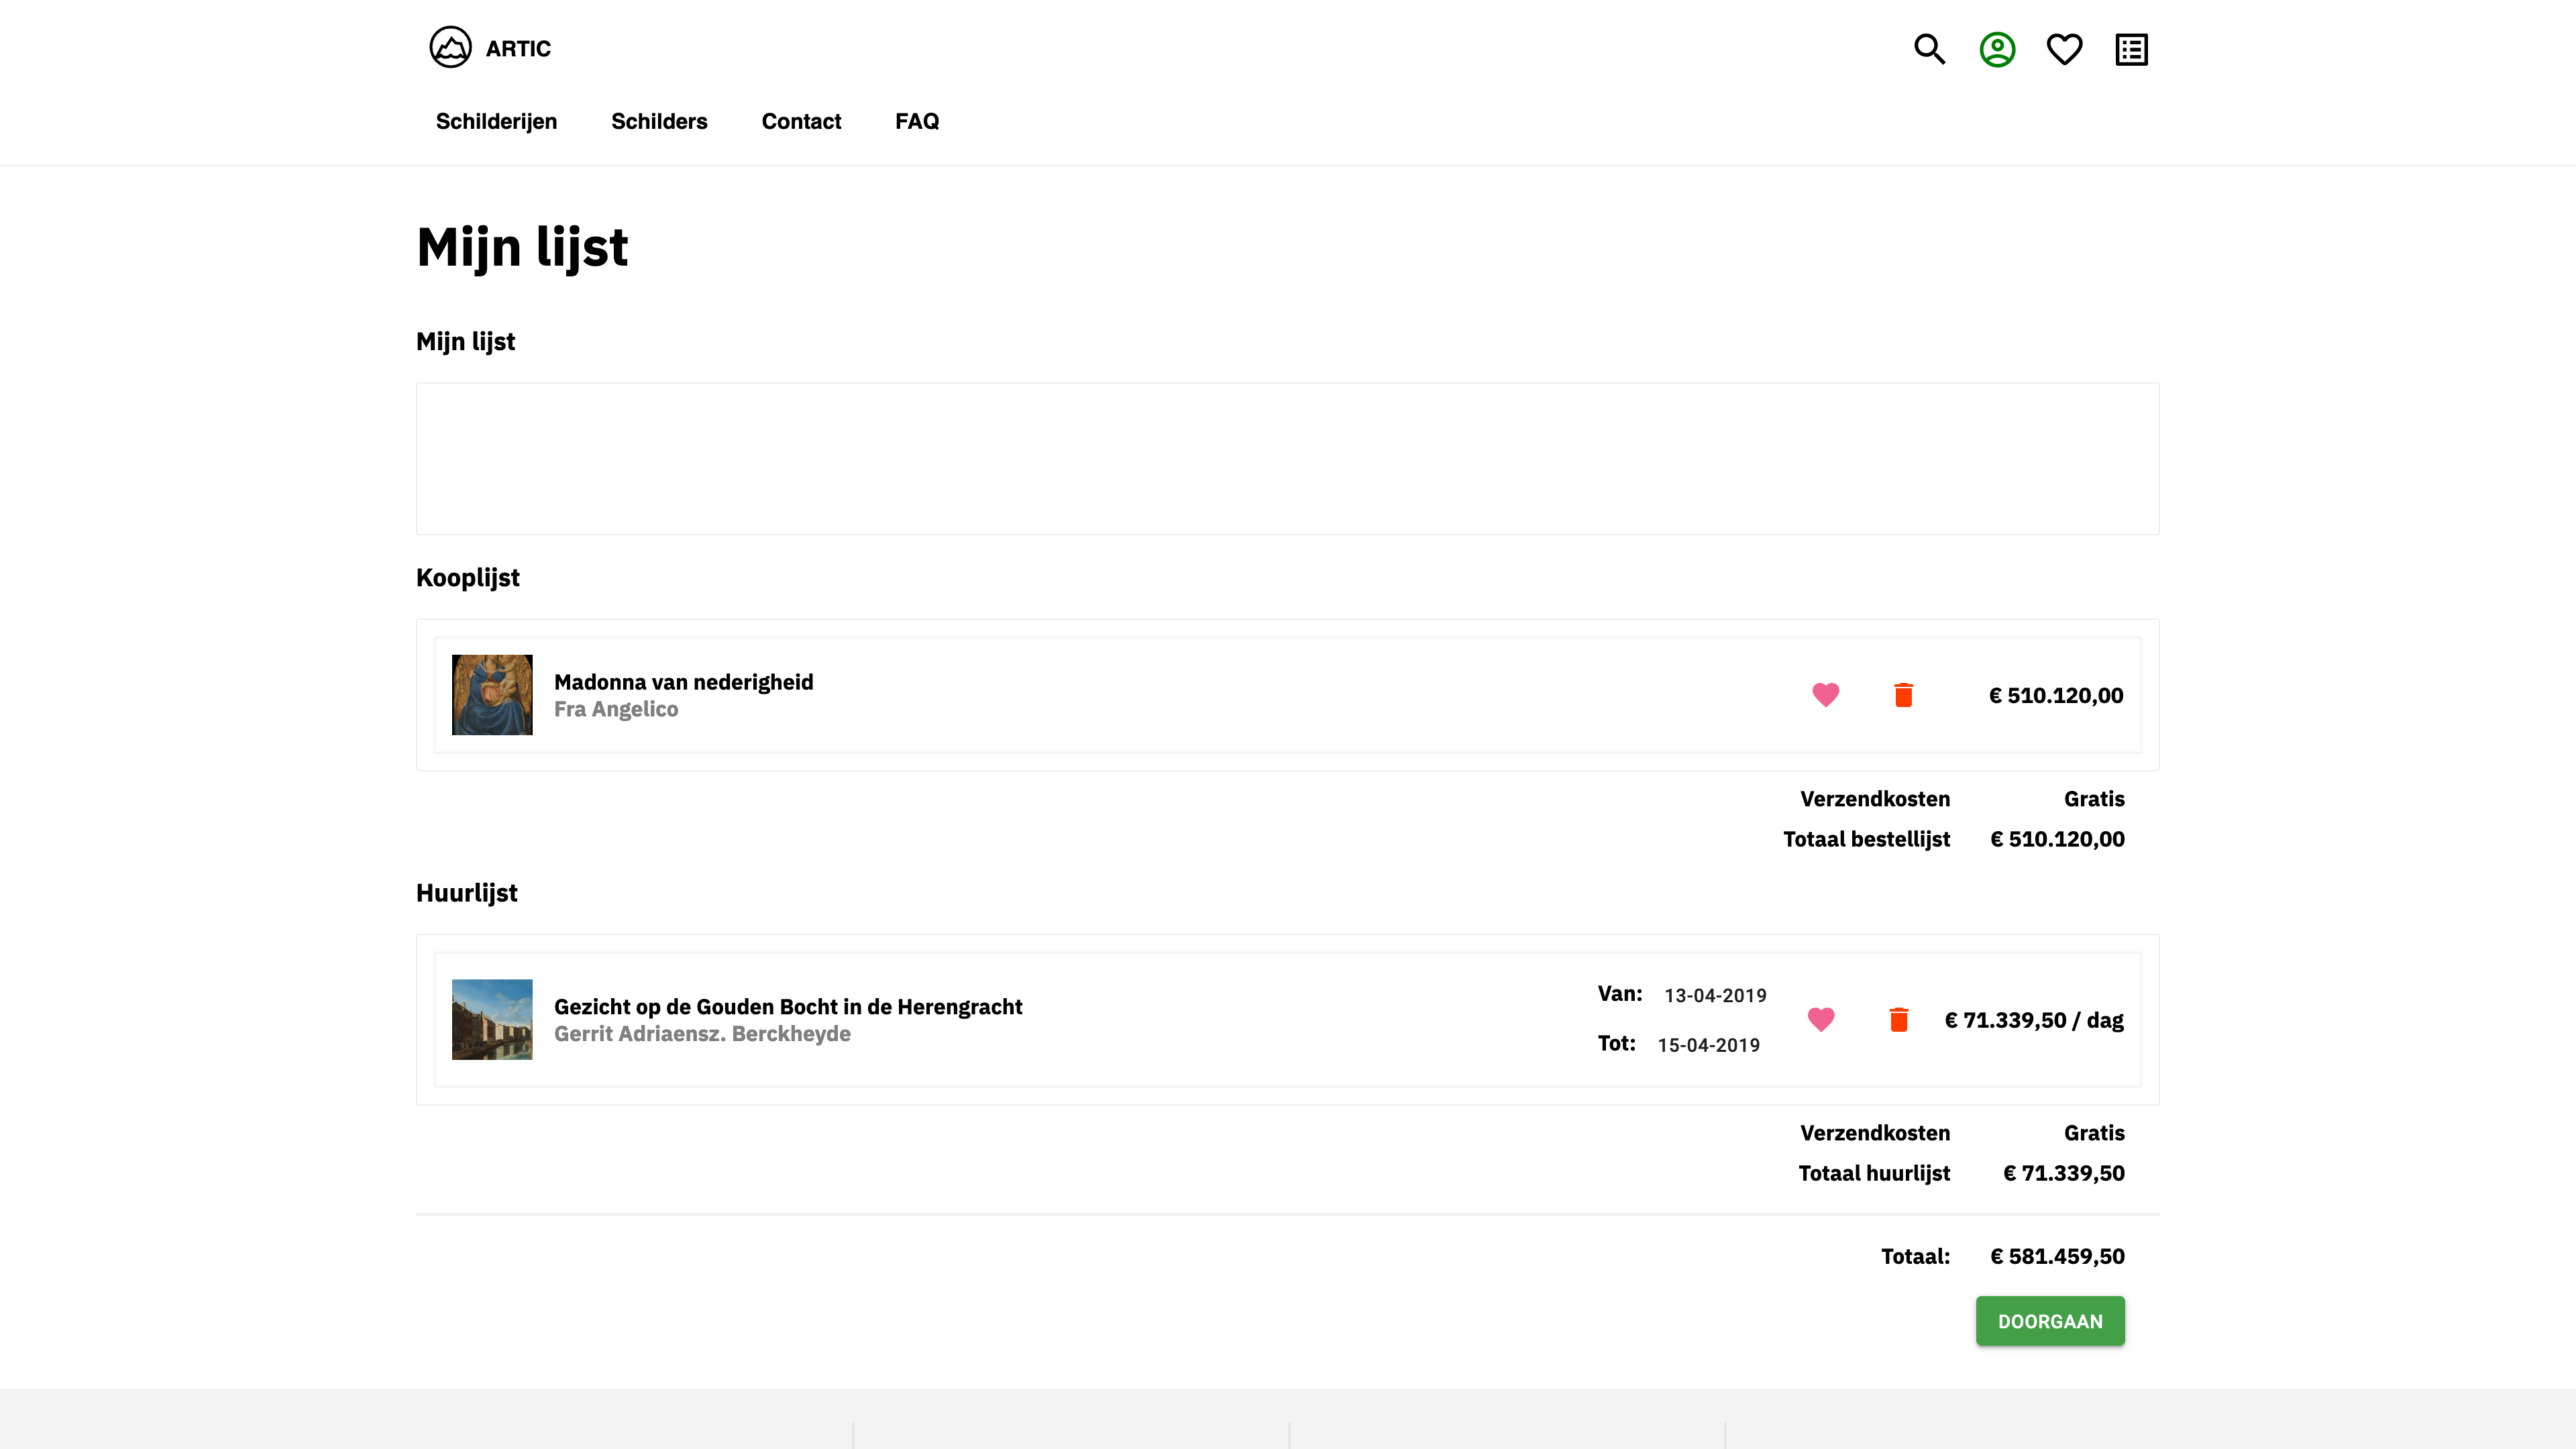 ARTIC
Schilderijen Schilders Contact FAQ
Mijn lijst
Mijn lijst
Kooplijst
Madonna van nederigheid
Fra Angelico
€ 510.120,00
Verzendkosten Gratis
Totaal bestellijst € 510.120,00
Huurlijst
Gezicht op de Gouden Bocht in de Herengracht
Gerrit Adriaensz. Berckheyde
Van: 13-04-2019
Tot: 15-04-2019
€ 71.339,50 / dag
Verzendkosten Gratis
Totaal huurlijst € 71.339,50
Totaal: € 581.459,50
DOORGAAN